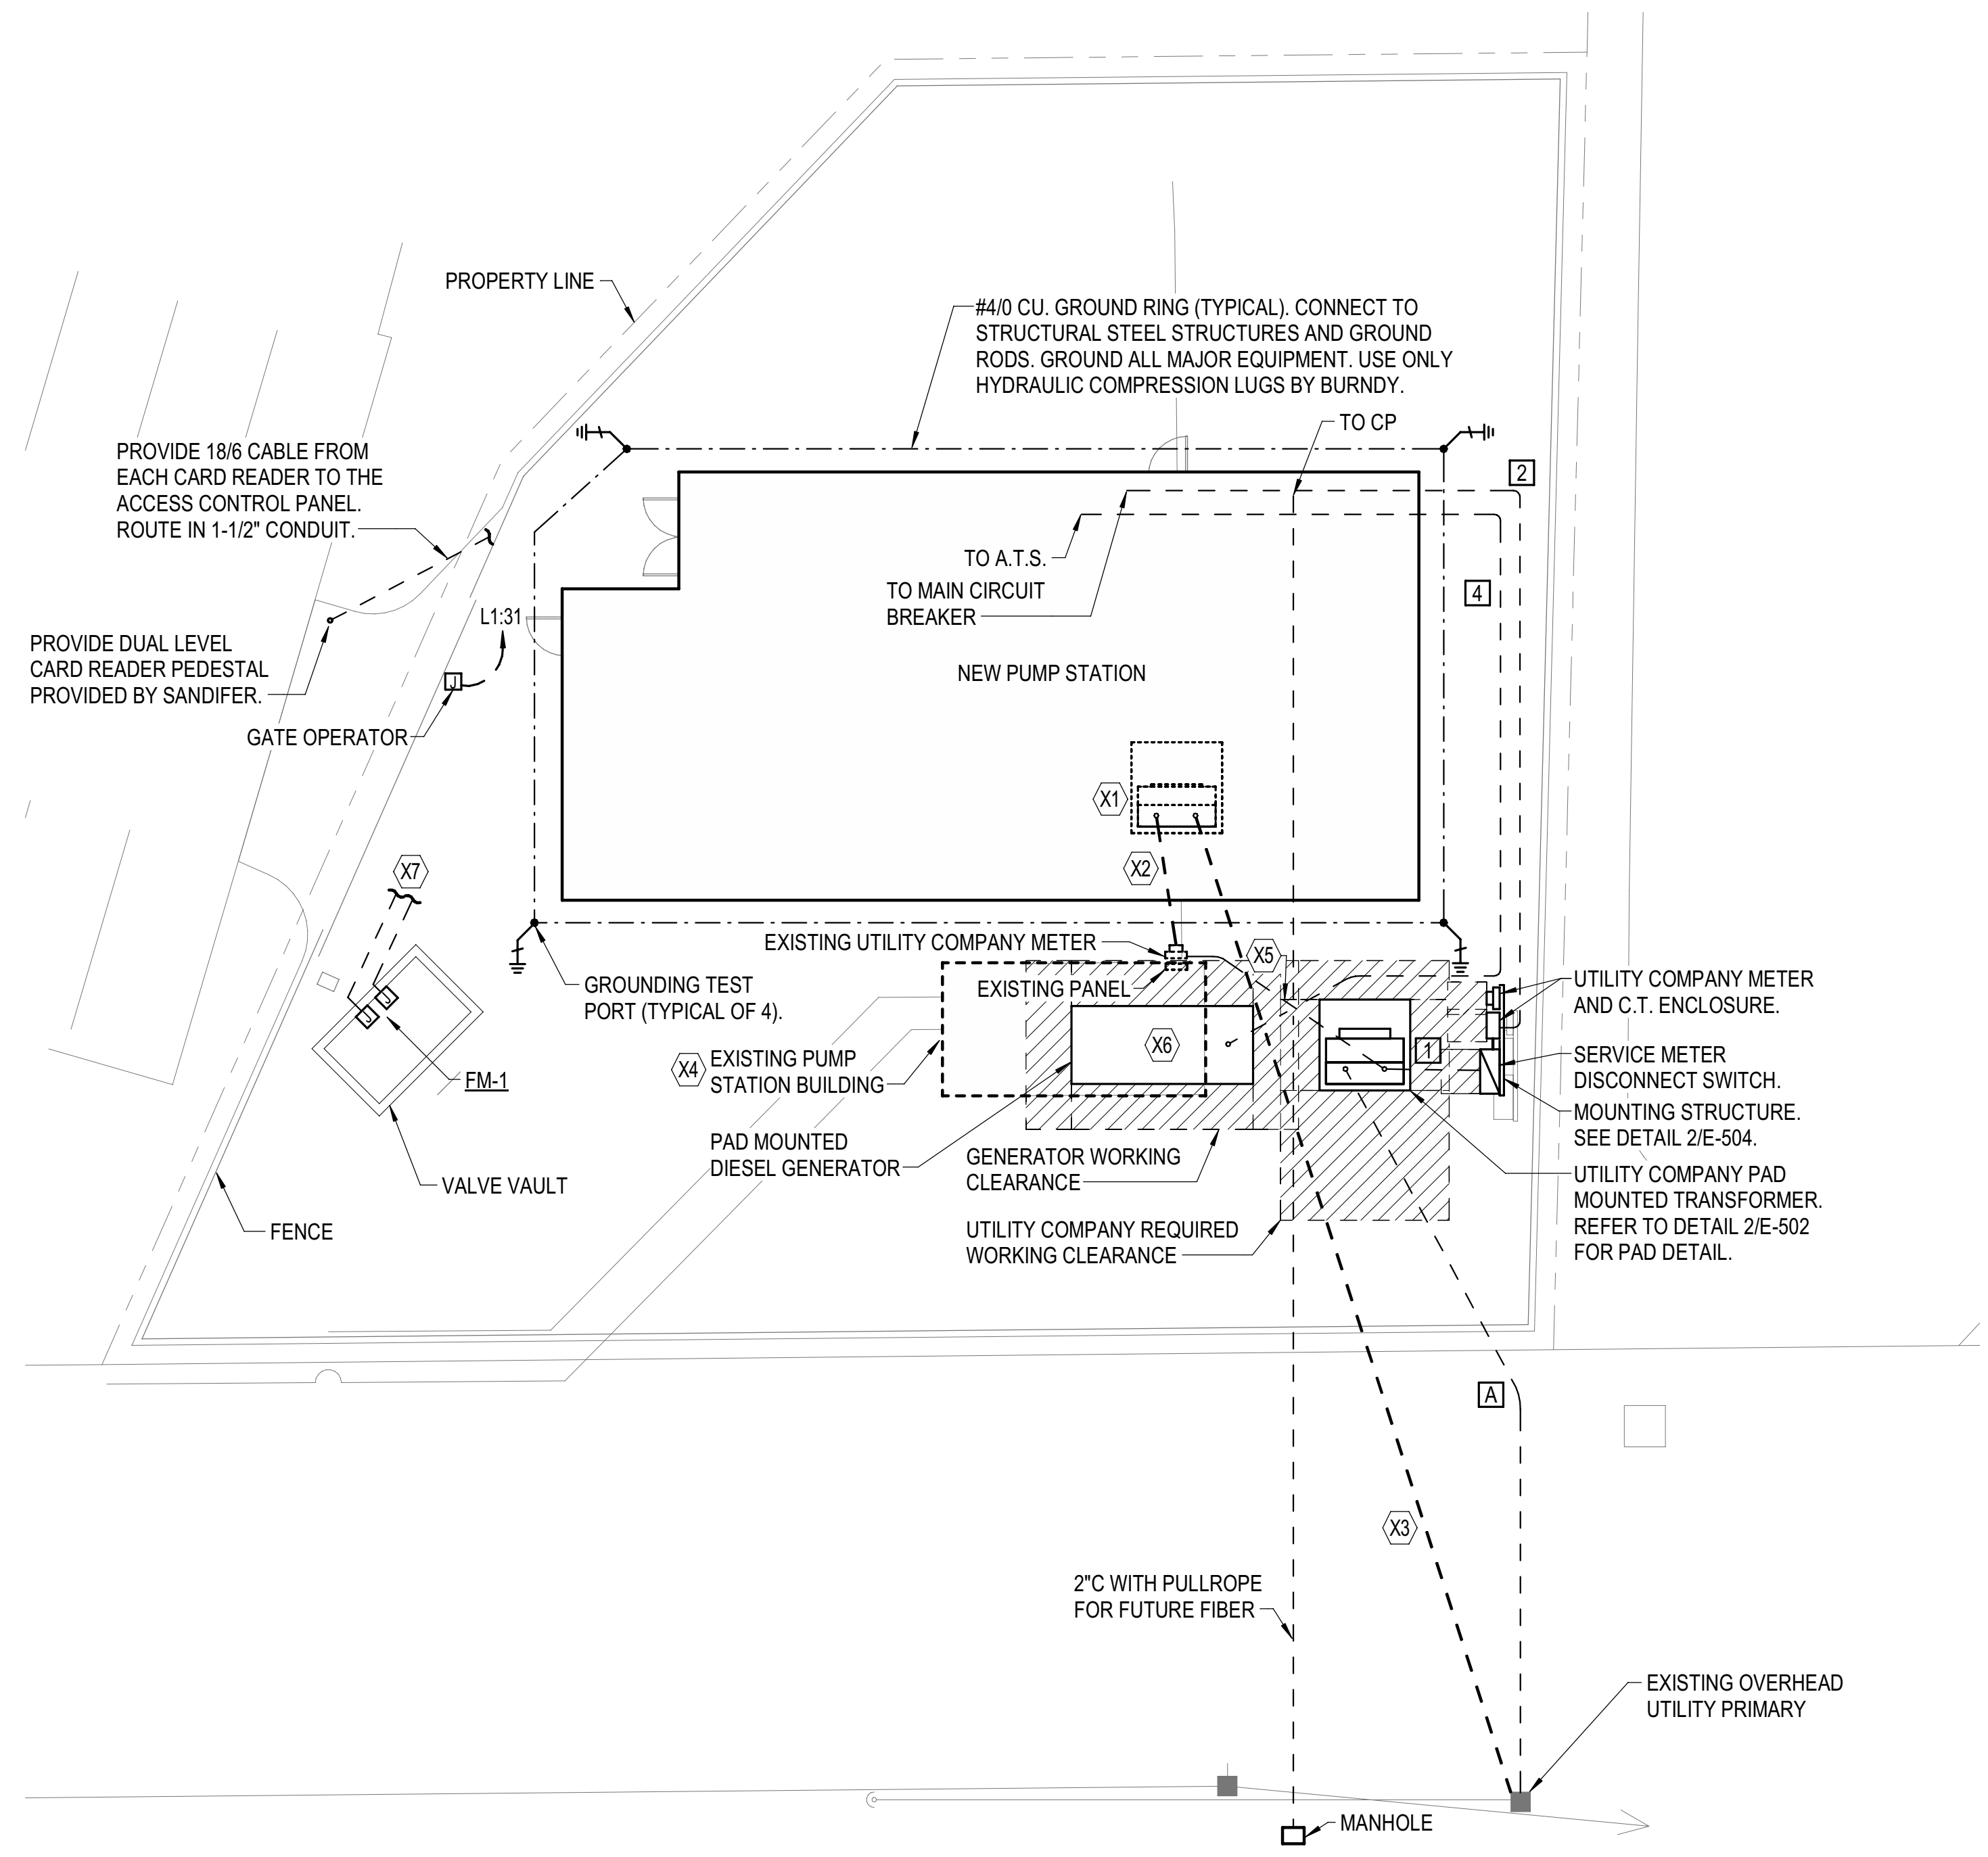 PROPERTY LINE
#4/0 CU. GROUND RING (TYPICAL). CONNECT TO
STRUCTURAL STEEL STRUCTURES AND GROUND
RODS. GROUND ALL MAJOR EQUIPMENT. USE ONLY
HYDRAULIC COMPRESSION LUGS BY BURNDY.
TO CP
PROVIDE 18/6 CABLE FROM
EACH CARD READER TO THE
ACCESS CONTROL PANEL.
ROUTE IN 1-1/2" CONDUIT.
2
TO A.T.S.
4
TO MAIN CIRCUIT
BREAKER
L1:31
PROVIDE DUAL LEVEL
CARD READER PEDESTAL
PROVIDED BY SANDIFER.
J
GATE OPERATOR
NEW PUMP STATION
X1
X2
X7
EXISTING UTILITY COMPANY METER
X5
EXISTING PANEL
GROUNDING TEST
PORT (TYPICAL OF 4).
UTILITY COMPANY METER
AND C.T. ENCLOSURE.
J
J
X6
1
X4
EXISTING PUMP
STATION BUILDING
SERVICE METER
DISCONNECT SWITCH.
FM-1
MOUNTING STRUCTURE.
SEE DETAIL 2/E-504.
PAD MOUNTED
DIESEL GENERATOR
GENERATOR WORKING
CLEARANCE
VALVE VAULT
UTILITY COMPANY PAD
MOUNTED TRANSFORMER.
REFER TO DETAIL 2/E-502
FOR PAD DETAIL.
FENCE
UTILITY COMPANY REQUIRED
WORKING CLEARANCE
A
X3
2"C WITH PULLROPE
FOR FUTURE FIBER
EXISTING OVERHEAD
UTILITY PRIMARY
MANHOLE